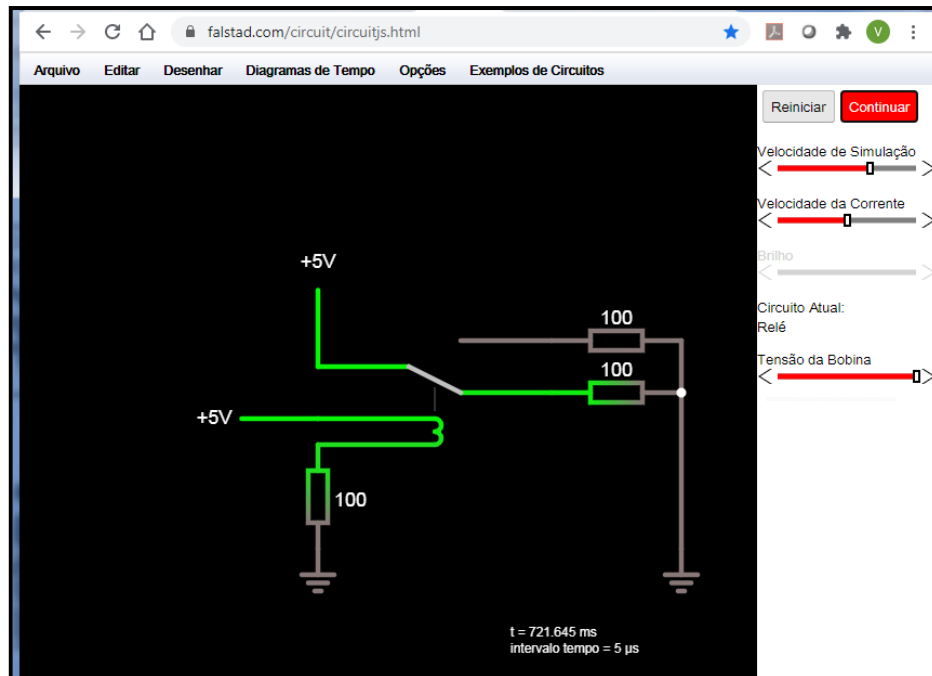 falstad.com/circuit/circuitjs.html
V
Arquivo Editar Desenhar Diagramas de Tempo Opções Exemplos de Circuitos
Reiniciar Continuar
Velocidade de Simulação
Velocidade da Corrente
Brilho
Circuito Atual:
Relé
Tensão da Bobina
+5V
100
100
+5V
100
t = 721.645 ms
intervalo tempo = 5 µs